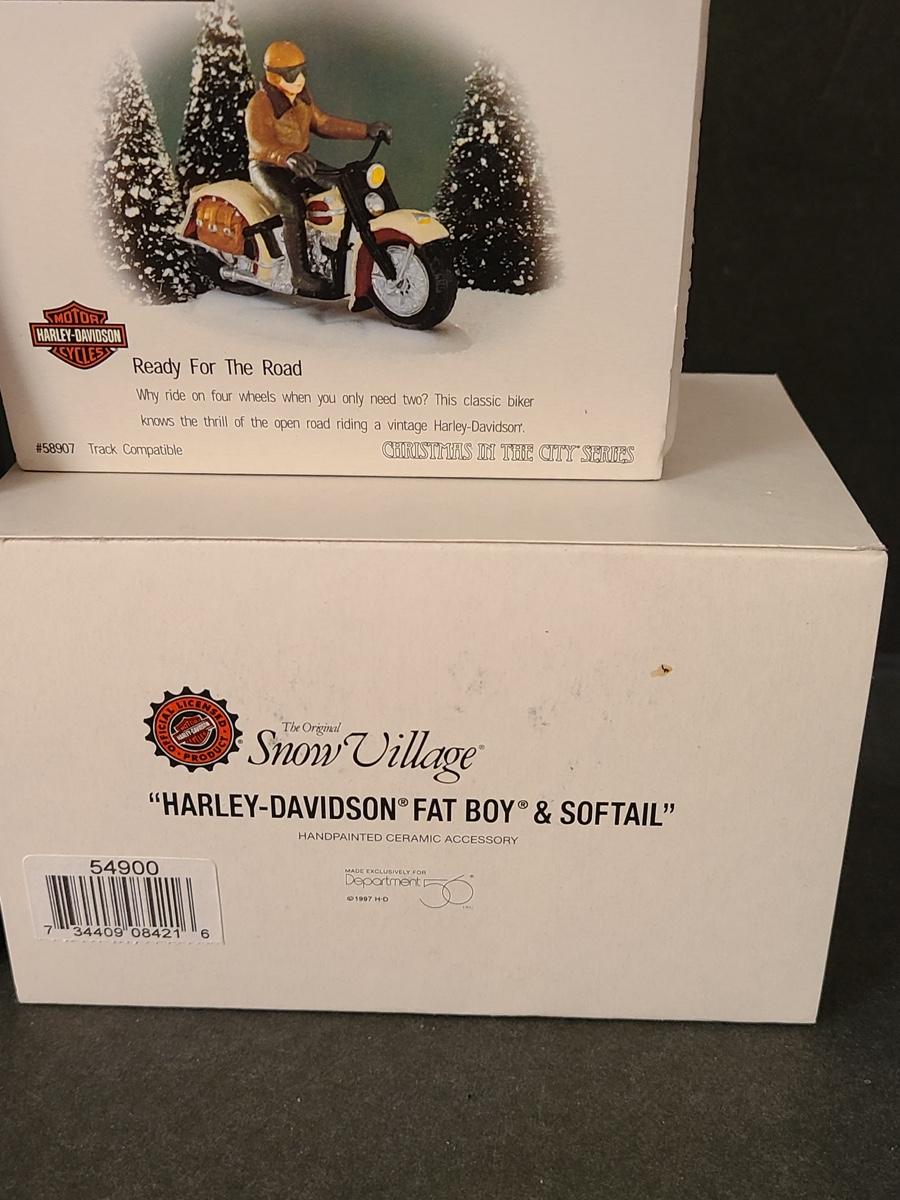 MOTOR
HARLEY-DAVIDSON
CYCLES
Ready For The Road
Why ride on four wheels when you only need two? This classic biker
knows the thrill of the open road riding a vintage Harley-Davidson®.
#58907 Track Compatible
CHRISTMAS IN THE CITY® SERIES
OFFICIAL LICENSED
HARLEY-DAVIDSON
PRODUCT
The Original
Snow Village®
“HARLEY-DAVIDSON® FAT BOY® & SOFTAIL”
HANDPAINTED CERAMIC ACCESSORY
MADE EXCLUSIVELY FOR
Department 56®
©1997 H-D
INC.
54900
7 34409 08421 6